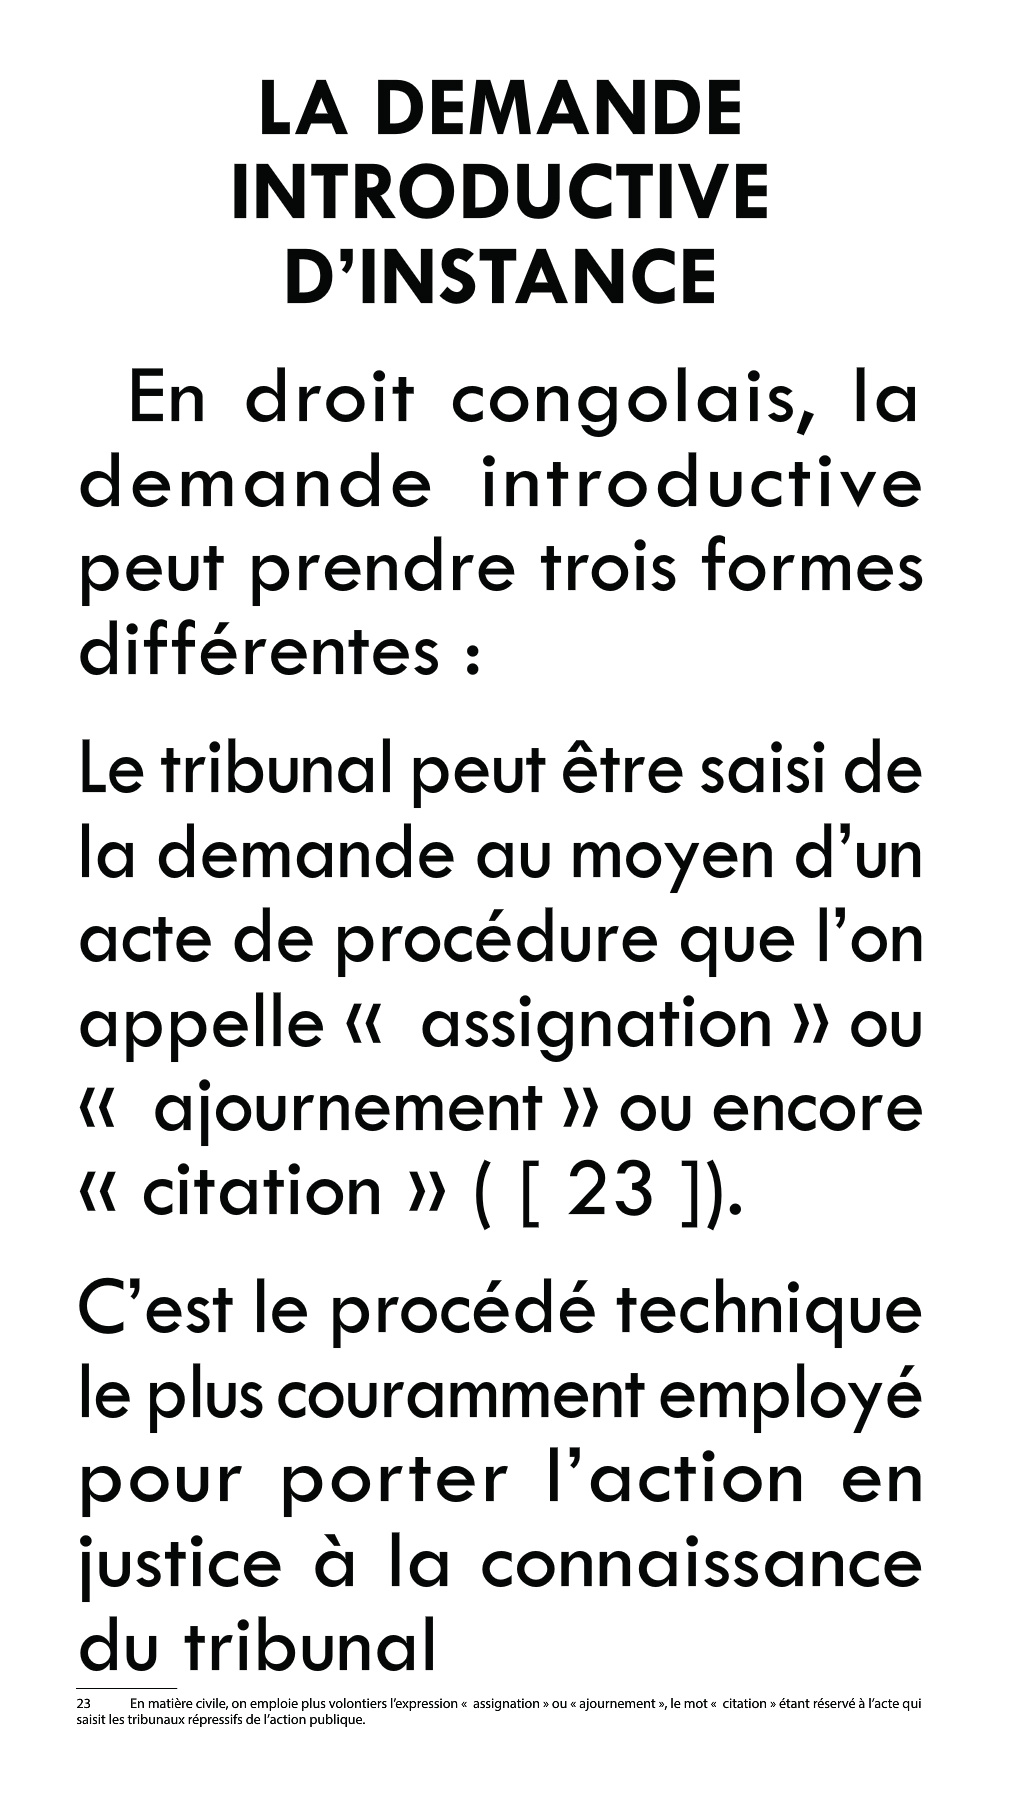 LA DEMANDE
INTRODUCTIVE
D’INSTANCE
En droit congolais, la
demande introductive
peut prendre trois formes
différentes :
Le tribunal peut être saisi de
la demande au moyen d’un
acte de procédure que l’on
appelle « assignation » ou
« ajournement » ou encore
« citation » ( [ 23 ]).
C’est le procédé technique
le plus couramment employé
pour porter l’action en
justice à la connaissance
du tribunal
23 En matière civile, on emploie plus volontiers l’expression « assignation » ou « ajournement », le mot « citation » étant réservé à l’acte qui
saisit les tribunaux répressifs de l’action publique.